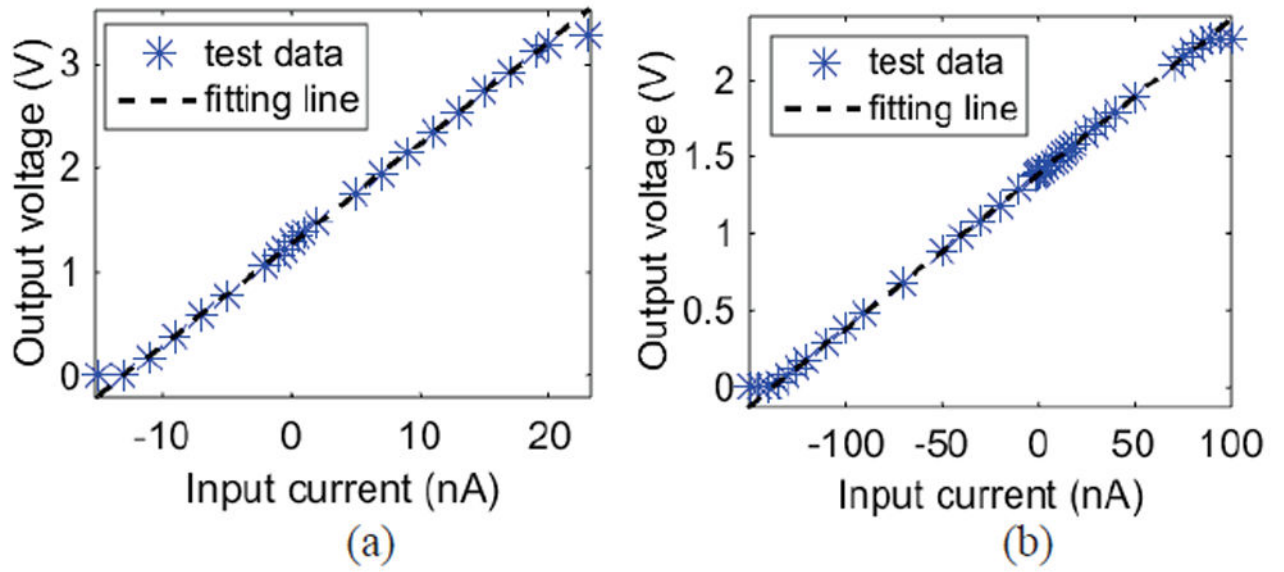 test data
fitting line
3
2
1
0
-10
0
10
20
Output voltage (V)
Input current (nA)
(a)
test data
fitting line
2
1.5
1
0.5
0
-100
-50
0
50
100
Output voltage (V)
Input current (nA)
(b)